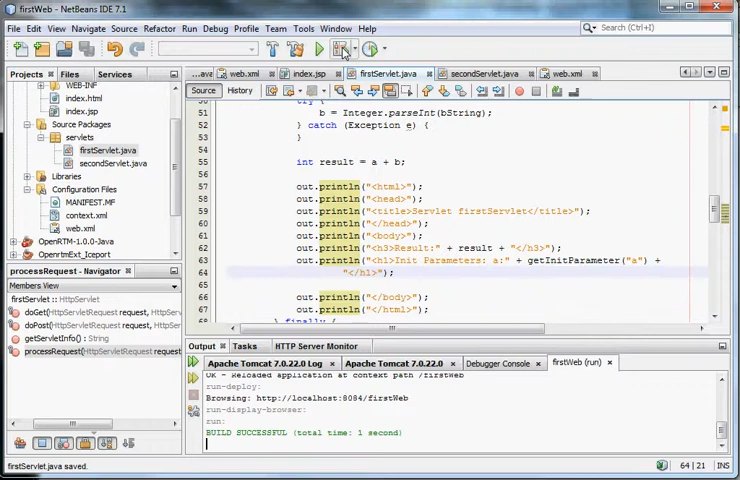 firstWeb - NetBeans IDE 7.1
File Edit View Navigate Source Refactor Run Debug Profile Team Tools Window Help
Search (Ctrl+I)
Projects Files Services
...ava web.xml index.jsp firstServlet.java secondServlet.java web.xml
Source History
WEB-INF
index.html
index.jsp
Source Packages
servlets
firstServlet.java
secondServlet.java
Libraries
Configuration Files
MANIFEST.MF
context.xml
web.xml
OpenRTM-1.0.0-Java
OpenrtmExt_Iceport
50 try {
51 b = Integer.parseInt(bString);
52 } catch (Exception e) {
53 }
54
55 int result = a + b;
56
57 out.println("<html>");
58 out.println("<head>");
59 out.println("<title>Servlet firstServlet</title>");
60 out.println("</head>");
61 out.println("<body>");
62 out.println("<h3>Result:" + result + "</h3>");
63 out.println("<h1>Init Parameters: a:" + getInitParameter("a") +
64 "</h1>");
65
66 out.println("</body>");
67 out.println("</html>");
68 } finally {
processRequest - Navigator
Members View
firstServlet :: HttpServlet
doGet(HttpServletRequest request,
doPost(HttpServletRequest request,
getServletInfo() : String
processRequest(HttpServletRequest
Output Tasks HTTP Server Monitor
Apache Tomcat 7.0.22.0 Log Apache Tomcat 7.0.22.0 Debugger Console firstWeb (run)
OK - Reloaded application at context path /firstWeb
run-deploy:
Browsing: http://localhost:8084/firstWeb
run-display-browser:
run:
BUILD SUCCESSFUL (total time: 1 second)
firstServlet.java saved.
64 | 21 INS